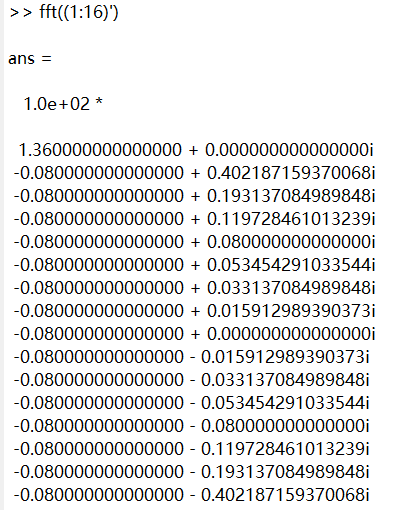 >> fft((1:16)')
ans =
1.0e+02 *
1.360000000000000 + 0.000000000000000i
-0.080000000000000 + 0.402187159370068i
-0.080000000000000 + 0.193137084989848i
-0.080000000000000 + 0.119728461013239i
-0.080000000000000 + 0.080000000000000i
-0.080000000000000 + 0.053454291033544i
-0.080000000000000 + 0.033137084989848i
-0.080000000000000 + 0.015912989390373i
-0.080000000000000 + 0.000000000000000i
-0.080000000000000 - 0.015912989390373i
-0.080000000000000 - 0.033137084989848i
-0.080000000000000 - 0.053454291033544i
-0.080000000000000 - 0.080000000000000i
-0.080000000000000 - 0.119728461013239i
-0.080000000000000 - 0.193137084989848i
-0.080000000000000 - 0.402187159370068i